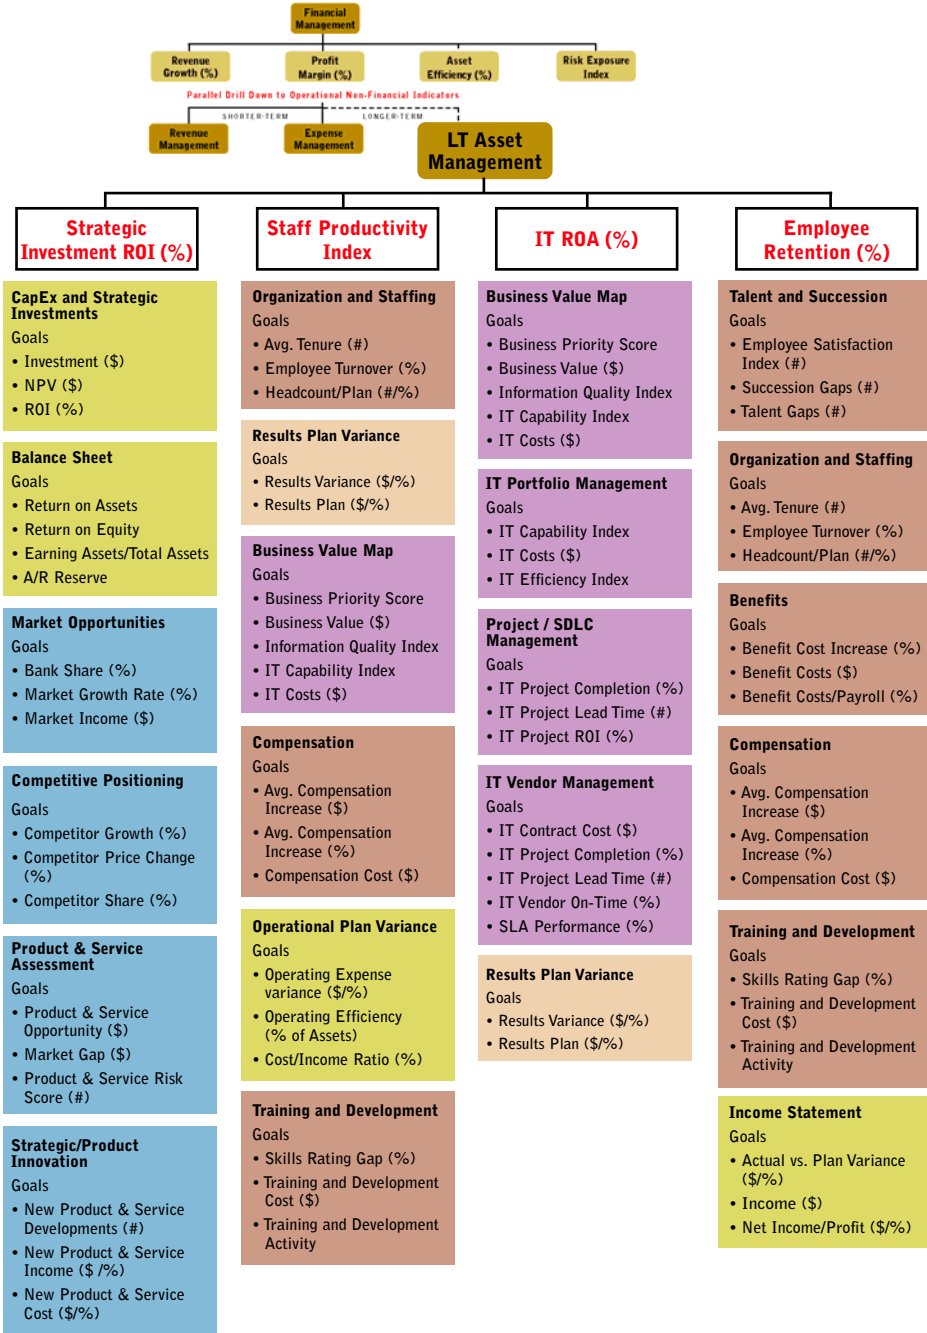 Financial
Management
Revenue
Growth (%)
Profit
Margin (%)
Asset
Efficiency (%)
Risk Exposure
Index
Parallel Drill Down to Operational Non-Financial Indicators
SHORTER-TERM
LONGER-TERM
Revenue
Management
Expense
Management
LT Asset
Management
Strategic
Investment ROI (%)
CapEx and Strategic
Investments
Goals
• Investment ($)
• NPV ($)
• ROI (%)
Balance Sheet
Goals
• Return on Assets
• Return on Equity
• Earning Assets/Total Assets
• A/R Reserve
Market Opportunities
Goals
• Bank Share (%)
• Market Growth Rate (%)
• Market Income ($)
Competitive Positioning
Goals
• Competitor Growth (%)
• Competitor Price Change
(%)
• Competitor Share (%)
Product & Service
Assessment
Goals
• Product & Service
Opportunity ($)
• Market Gap ($)
• Product & Service Risk
Score (#)
Strategic/Product
Innovation
Goals
• New Product & Service
Developments (#)
• New Product & Service
Income ($ /%)
• New Product & Service
Cost ($/%)
Staff Productivity
Index
Organization and Staffing
Goals
• Avg. Tenure (#)
• Employee Turnover (%)
• Headcount/Plan (#/%)
Results Plan Variance
Goals
• Results Variance ($/%)
• Results Plan ($/%)
Business Value Map
Goals
• Business Priority Score
• Business Value ($)
• Information Quality Index
• IT Capability Index
• IT Costs ($)
Compensation
Goals
• Avg. Compensation
Increase ($)
• Avg. Compensation
Increase (%)
• Compensation Cost ($)
Operational Plan Variance
Goals
• Operating Expense
variance ($/%)
• Operating Efficiency
(% of Assets)
• Cost/Income Ratio (%)
Training and Development
Goals
• Skills Rating Gap (%)
• Training and Development
Cost ($)
• Training and Development
Activity
IT ROA (%)
Business Value Map
Goals
• Business Priority Score
• Business Value ($)
• Information Quality Index
• IT Capability Index
• IT Costs ($)
IT Portfolio Management
Goals
• IT Capability Index
• IT Costs ($)
• IT Efficiency Index
Project / SDLC
Management
Goals
• IT Project Completion (%)
• IT Project Lead Time (#)
• IT Project ROI (%)
IT Vendor Management
Goals
• IT Contract Cost ($)
• IT Project Completion (%)
• IT Project Lead Time (#)
• IT Vendor On-Time (%)
• SLA Performance (%)
Results Plan Variance
Goals
• Results Variance ($/%)
• Results Plan ($/%)
Employee
Retention (%)
Talent and Succession
Goals
• Employee Satisfaction
Index (#)
• Succession Gaps (#)
• Talent Gaps (#)
Organization and Staffing
Goals
• Avg. Tenure (#)
• Employee Turnover (%)
• Headcount/Plan (#/%)
Benefits
Goals
• Benefit Cost Increase (%)
• Benefit Costs ($)
• Benefit Costs/Payroll (%)
Compensation
Goals
• Avg. Compensation
Increase ($)
• Avg. Compensation
Increase (%)
• Compensation Cost ($)
Training and Development
Goals
• Skills Rating Gap (%)
• Training and Development
Cost ($)
• Training and Development
Activity
Income Statement
Goals
• Actual vs. Plan Variance
($/%)
• Income ($)
• Net Income/Profit ($/%)